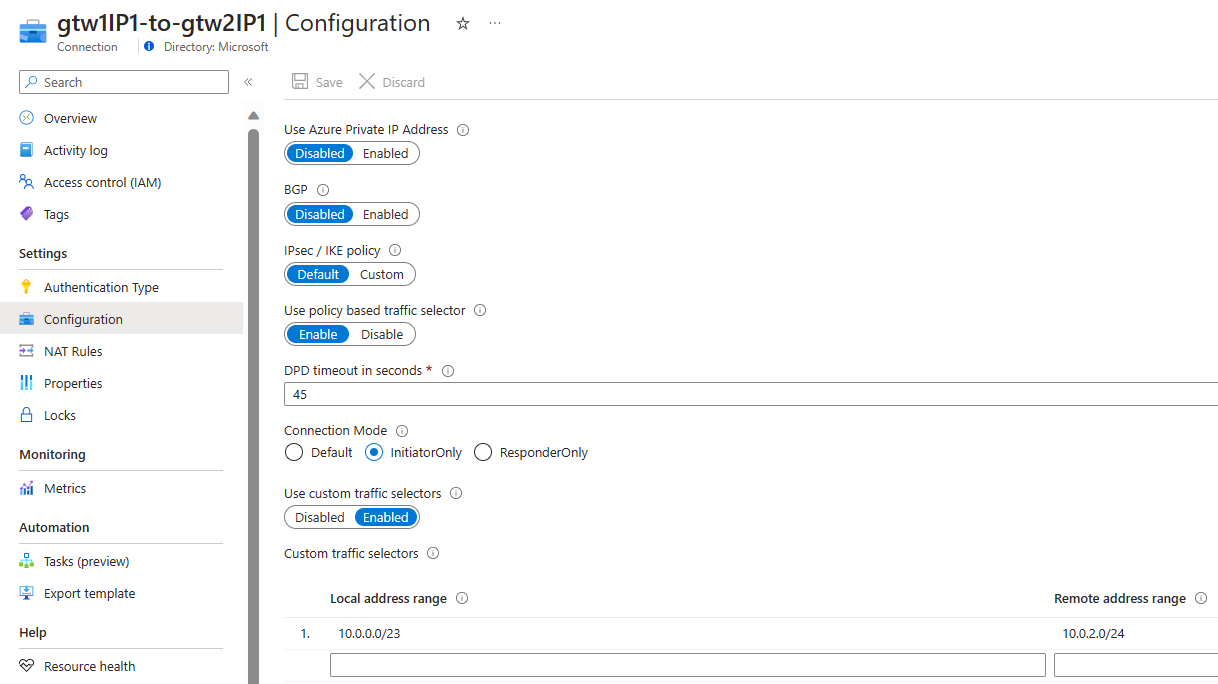 gtw1IP1-to-gtw2IP1 | Configuration
Connection
Directory: Microsoft
Search
Overview
Activity log
Access control (IAM)
Tags
Settings
Authentication Type
Configuration
NAT Rules
Properties
Locks
Monitoring
Metrics
Automation
Tasks (preview)
Export template
Help
Resource health
Save Discard
Use Azure Private IP Address
Disabled Enabled
BGP
Disabled Enabled
IPsec / IKE policy
Default Custom
Use policy based traffic selector
Enable Disable
DPD timeout in seconds *
45
Connection Mode
Default InitiatorOnly ResponderOnly
Use custom traffic selectors
Disabled Enabled
Custom traffic selectors
Local address range Remote address range
1. 10.0.0.0/23 10.0.2.0/24